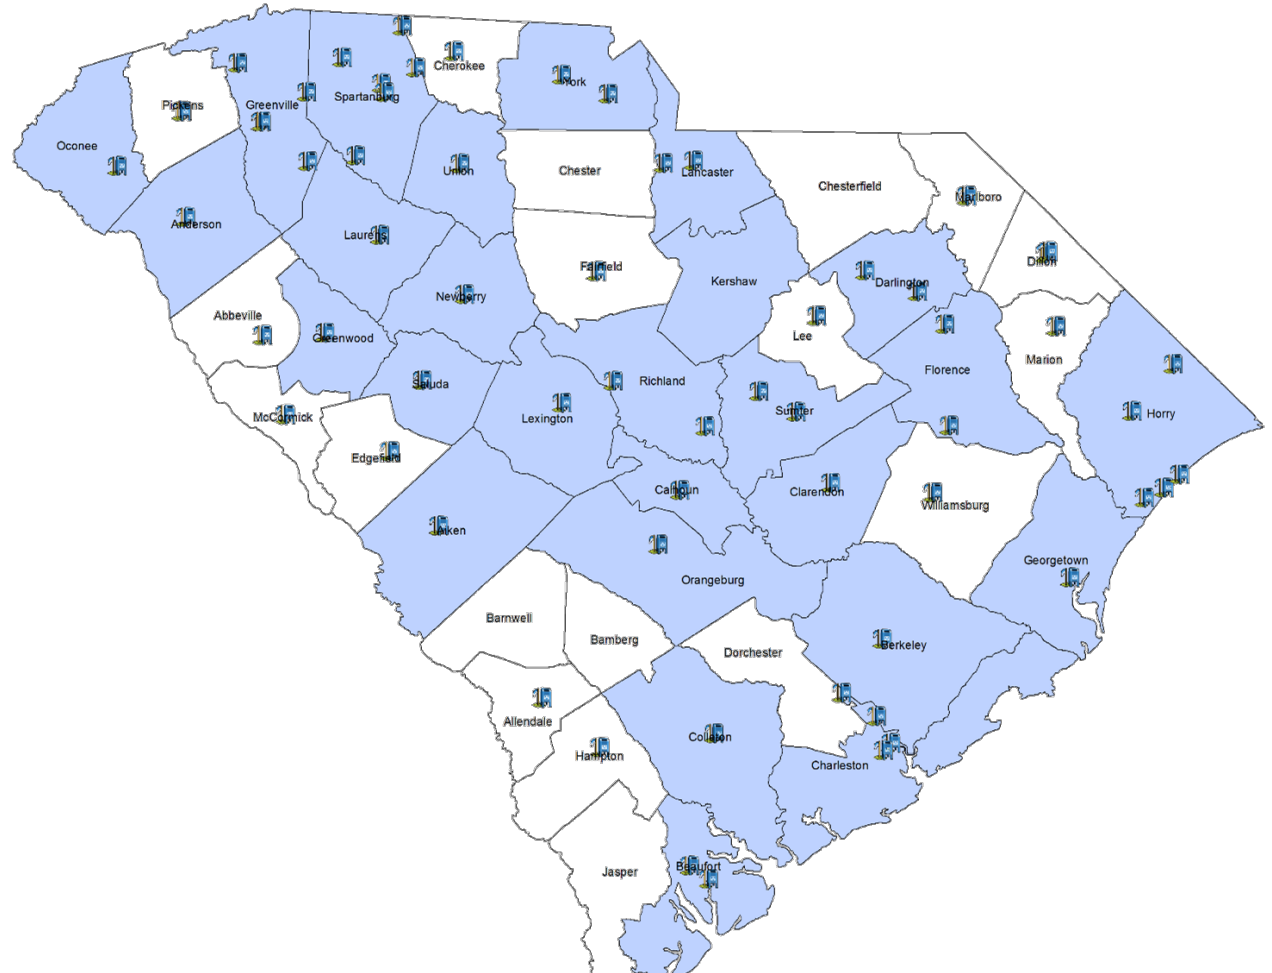 Cherokee
York
Pickens
Greenville
Spartanburg
Oconee
Union
Chester
Lancaster
Chesterfield
Marlboro
Anderson
Laurens
Dillon
Fairfield
Kershaw
Darlington
Newberry
Abbeville
Greenwood
Lee
Marion
Florence
Saluda
Richland
McCormick
Lexington
Sumter
Horry
Edgefield
Calhoun
Clarendon
Williamsburg
Aiken
Georgetown
Orangeburg
Barnwell
Bamberg
Berkeley
Dorchester
Allendale
Colleton
Hampton
Charleston
Beaufort
Jasper